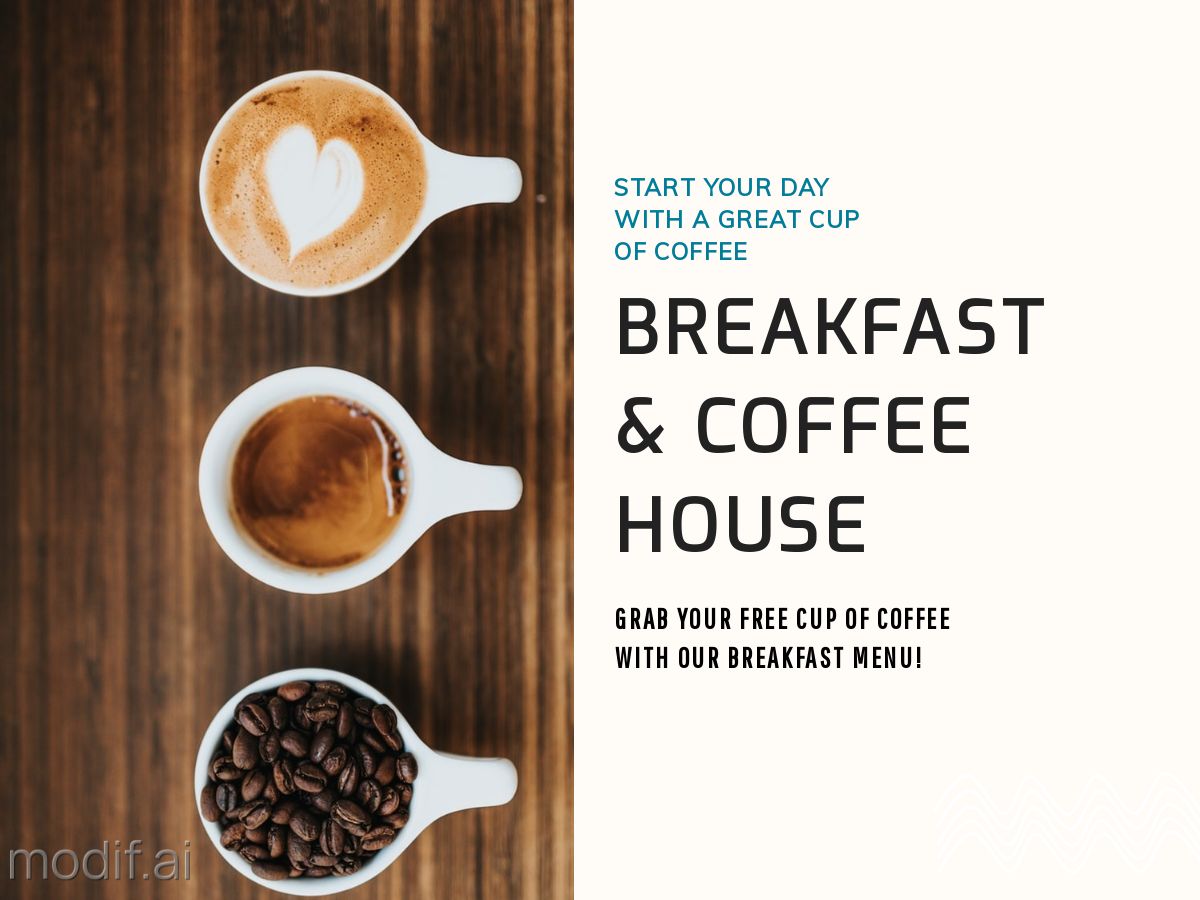 START YOUR DAY
WITH A GREAT CUP
OF COFFEE
BREAKFAST
& COFFEE
HOUSE
GRAB YOUR FREE CUP OF COFFEE
WITH OUR BREAKFAST MENU!
modif.ai